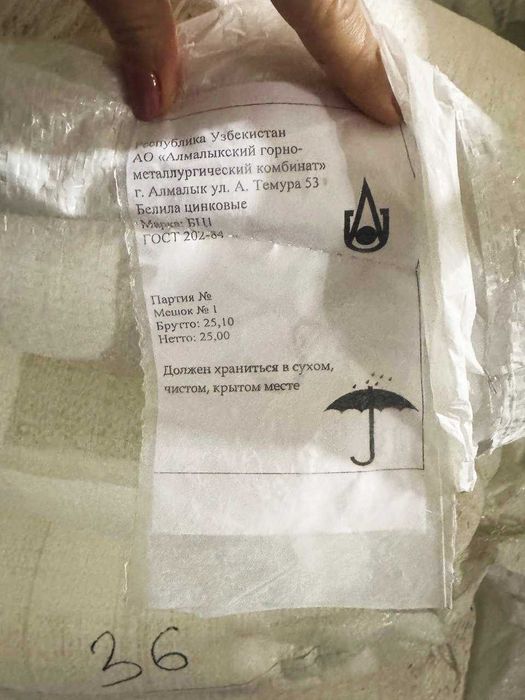 Республика Узбекистан
АО «Алмалыкский горно-
металлургический комбинат»
г. Алмалык ул. А. Темура 53
Белила цинковые
Марка: БЦ1
ГОСТ 202-84
Партия №
Мешок № 1
Брутто: 25,10
Нетто: 25,00
Должен храниться в сухом,
чистом, крытом месте
36